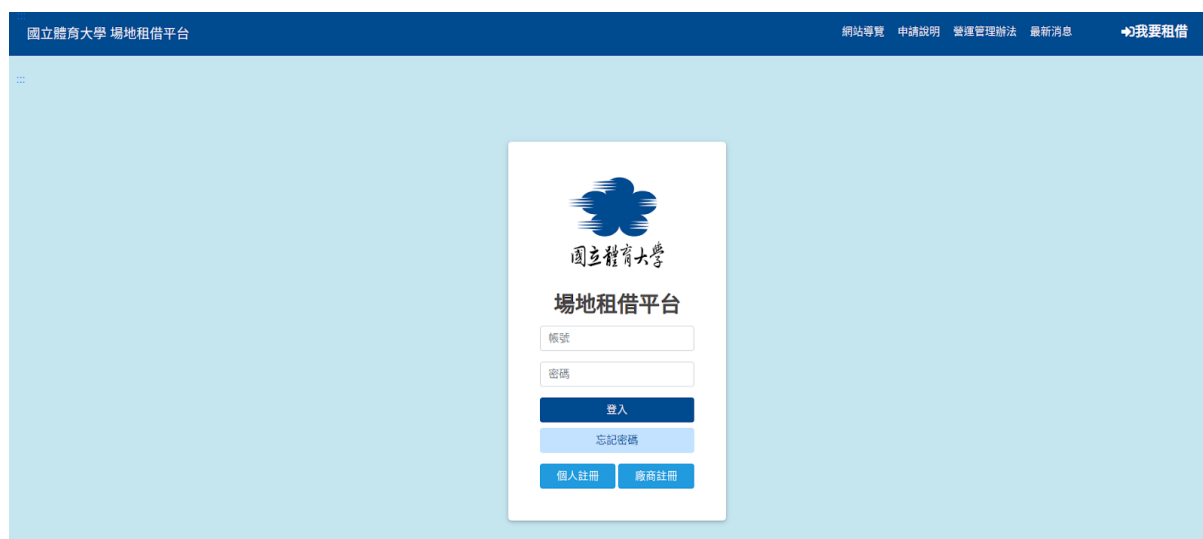 :::
國立體育大學 場地租借平台
網站導覽 申請說明 營運管理辦法 最新消息 我要租借
:::
國立體育大學
場地租借平台
帳號
密碼
登入
忘記密碼
個人註冊 廠商註冊